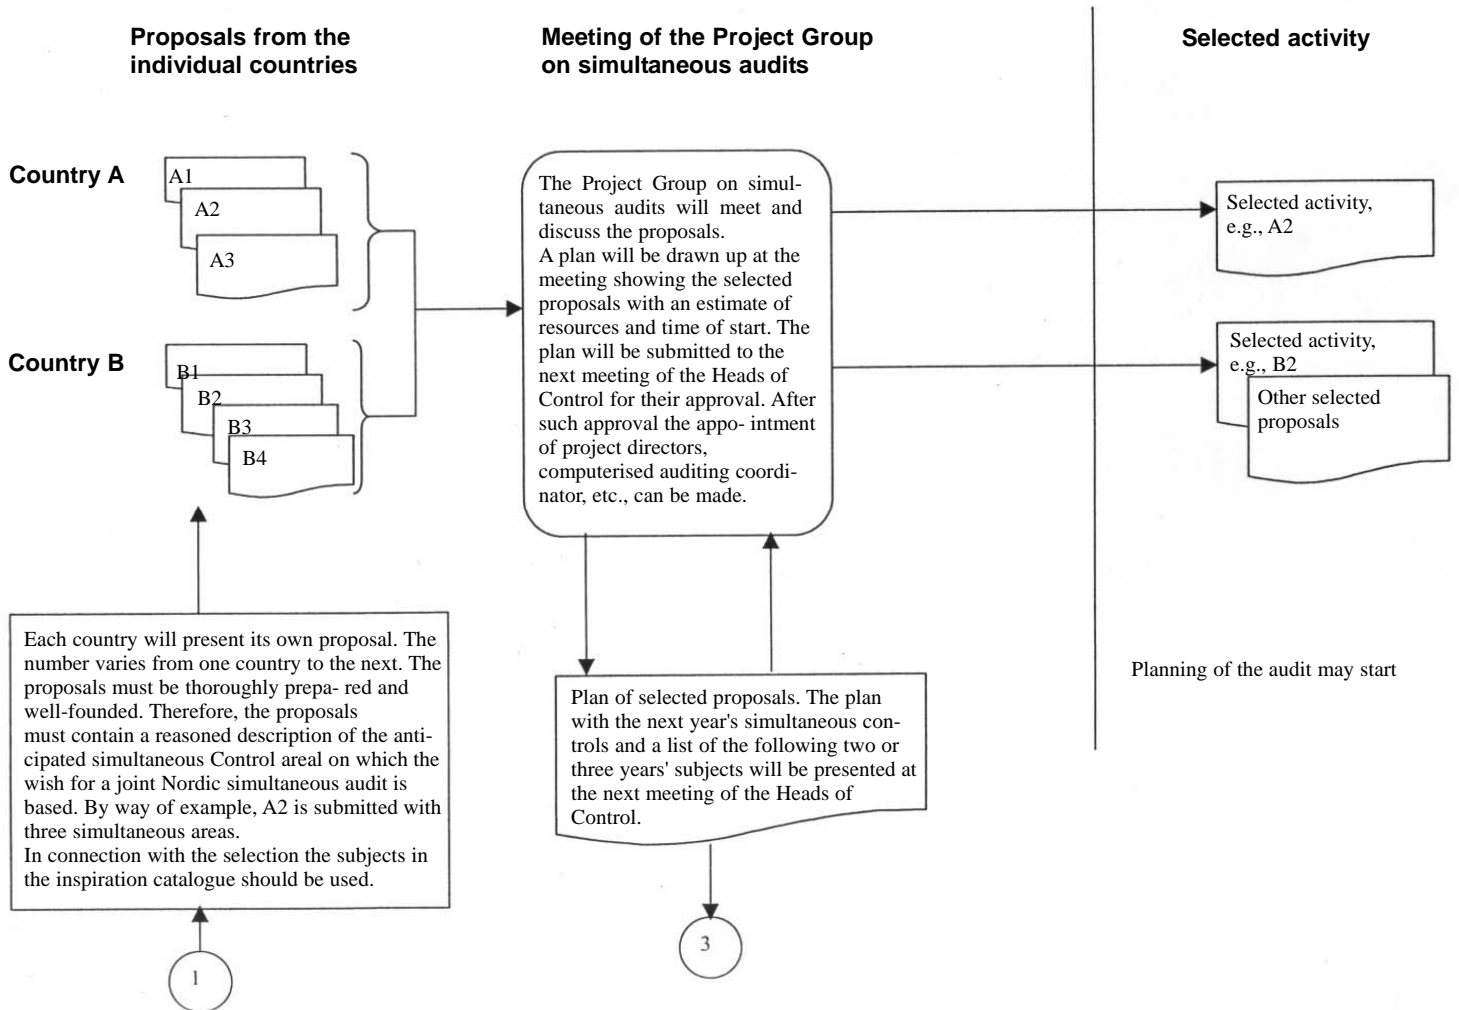 Proposals from the
individual countries
Meeting of the Project Group
on simultaneous audits
Selected activity
Country A
A1
A2
A3
Country B
B1
B2
B3
B4
The Project Group on simul-
taneous audits will meet and
discuss the proposals.
A plan will be drawn up at the
meeting showing the selected
proposals with an estimate of
resources and time of start. The
plan will be submitted to the
next meeting of the Heads of
Control for their approval. After
such approval the appo- intment
of project directors,
computerised auditing coordi-
nator, etc., can be made.
Selected activity,
e.g., A2
Selected activity,
e.g., B2
Other selected
proposals
Each country will present its own proposal. The
number varies from one country to the next. The
proposals must be thoroughly prepa- red and
well-founded. Therefore, the proposals
must contain a reasoned description of the anti-
cipated simultaneous Control areal on which the
wish for a joint Nordic simultaneous audit is
based. By way of example, A2 is submitted with
three simultaneous areas.
In connection with the selection the subjects in
the inspiration catalogue should be used.
1
Plan of selected proposals. The plan
with the next year's simultaneous con-
trols and a list of the following two or
three years' subjects will be presented at
the next meeting of the Heads of
Control.
3
Planning of the audit may start